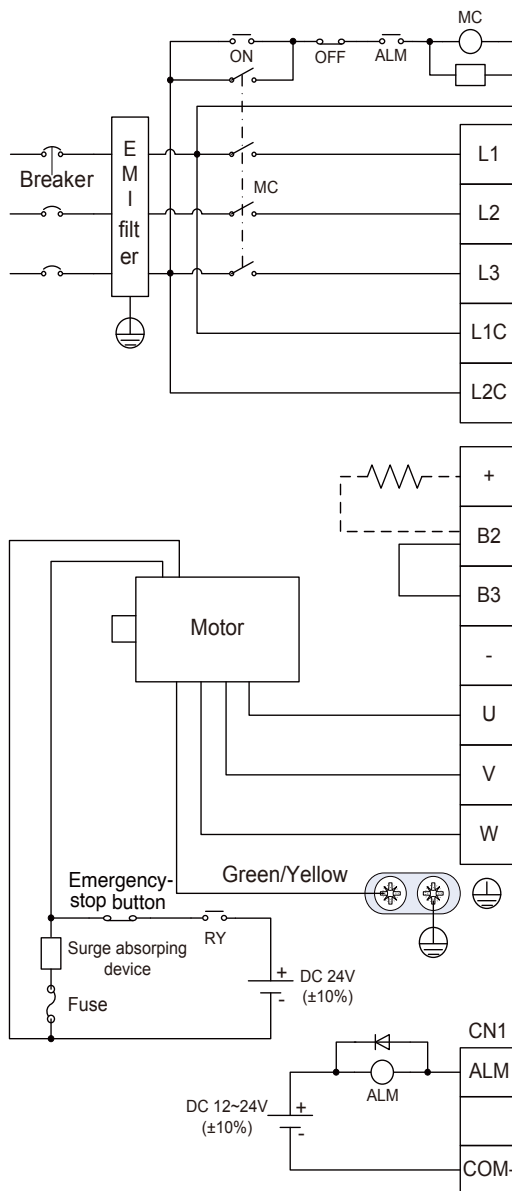 MC
ON
OFF
ALM
E
M
I
filt
er
L1
Breaker
MC
L2
L3
L1C
L2C
+
B2
B3
Motor
-
U
V
W
Green/Yellow
Emergency-
stop button
RY
Surge absorping
device
+
DC 24V
(±10%)
-
Fuse
CN1
ALM
ALM
DC 12~24V
(±10%)
+
-
COM-